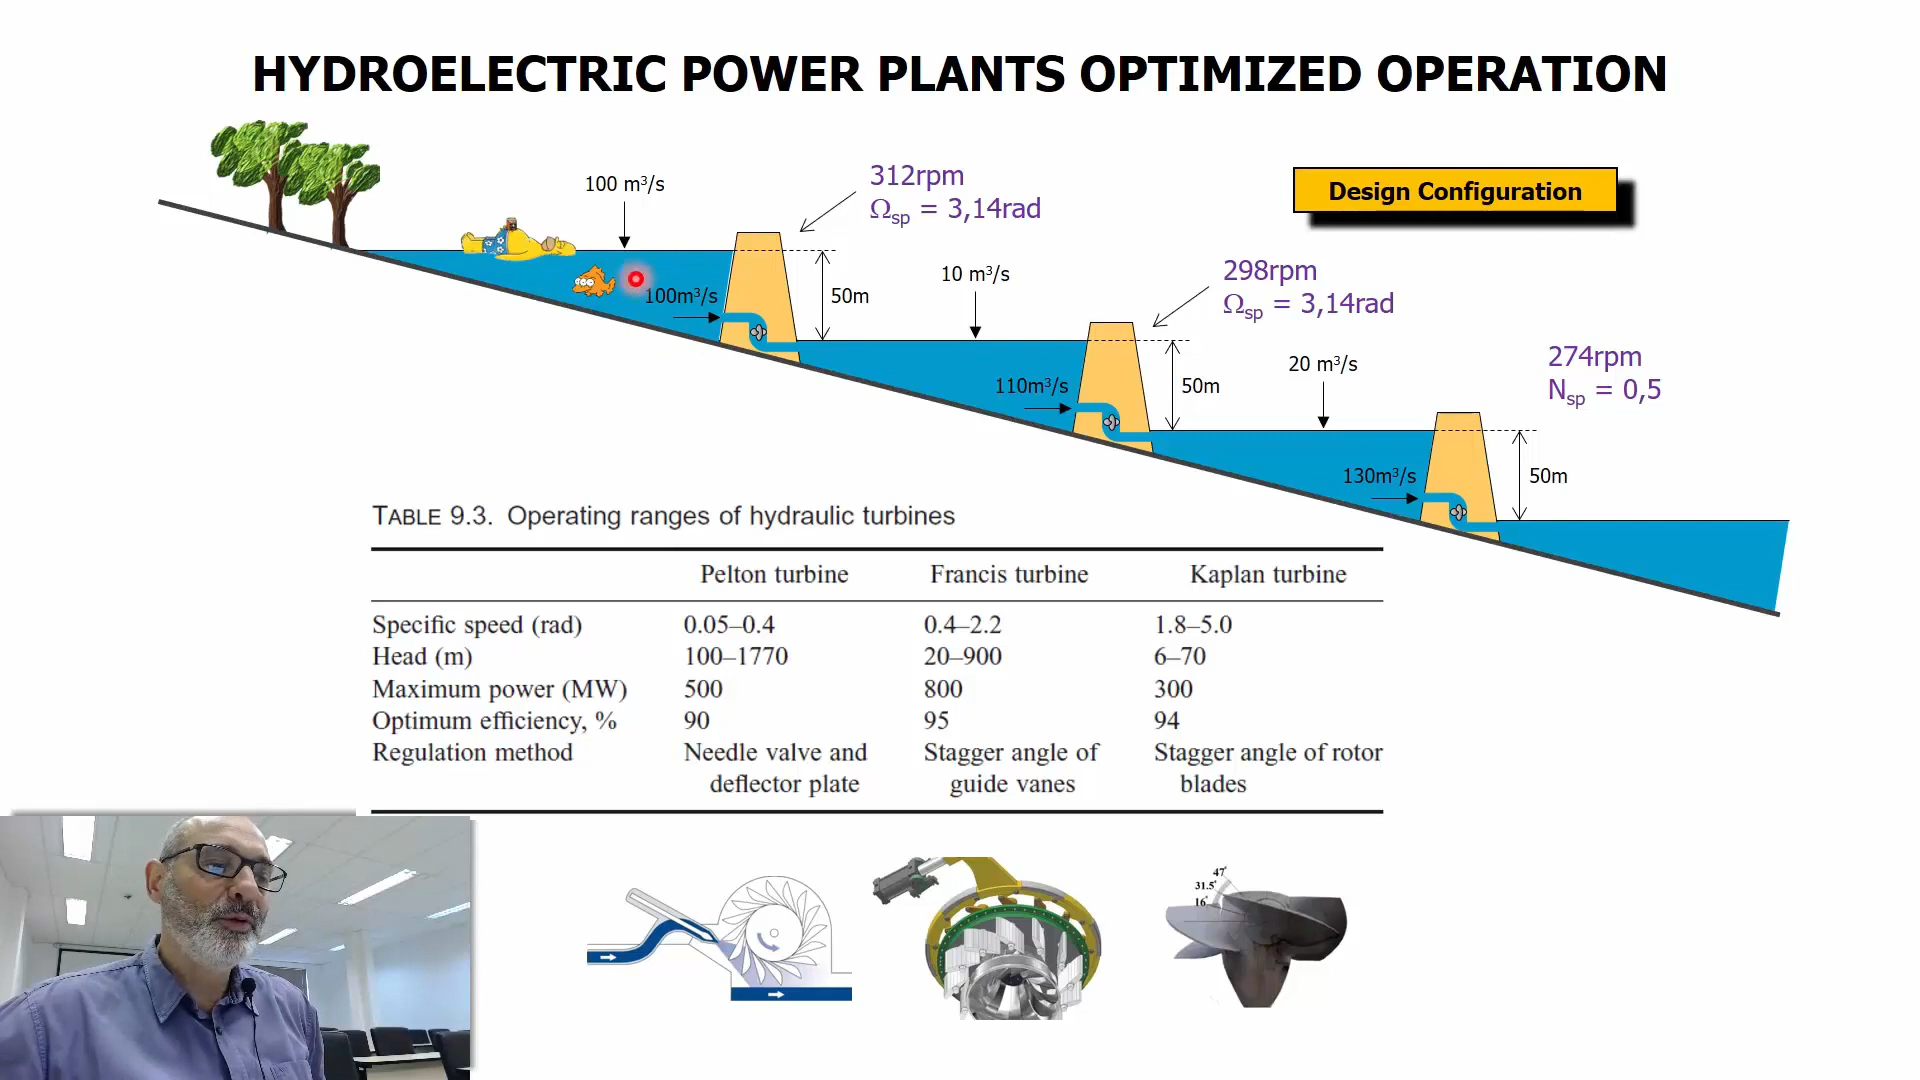 HYDROELECTRIC POWER PLANTS OPTIMIZED OPERATION
100 m³/s
312rpm
Ωsp = 3,14rad
Design Configuration
100m³/s
50m
10 m³/s
298rpm
Ωsp = 3,14rad
110m³/s
50m
20 m³/s
274rpm
Nsp = 0,5
130m³/s
50m
TABLE 9.3. Operating ranges of hydraulic turbines
Pelton turbine Francis turbine Kaplan turbine
Specific speed (rad) 0.05–0.4 0.4–2.2 1.8–5.0
Head (m) 100–1770 20–900 6–70
Maximum power (MW) 500 800 300
Optimum efficiency, % 90 95 94
Regulation method Needle valve and Stagger angle of Stagger angle of rotor
deflector plate guide vanes blades
47°
31.5°
16°